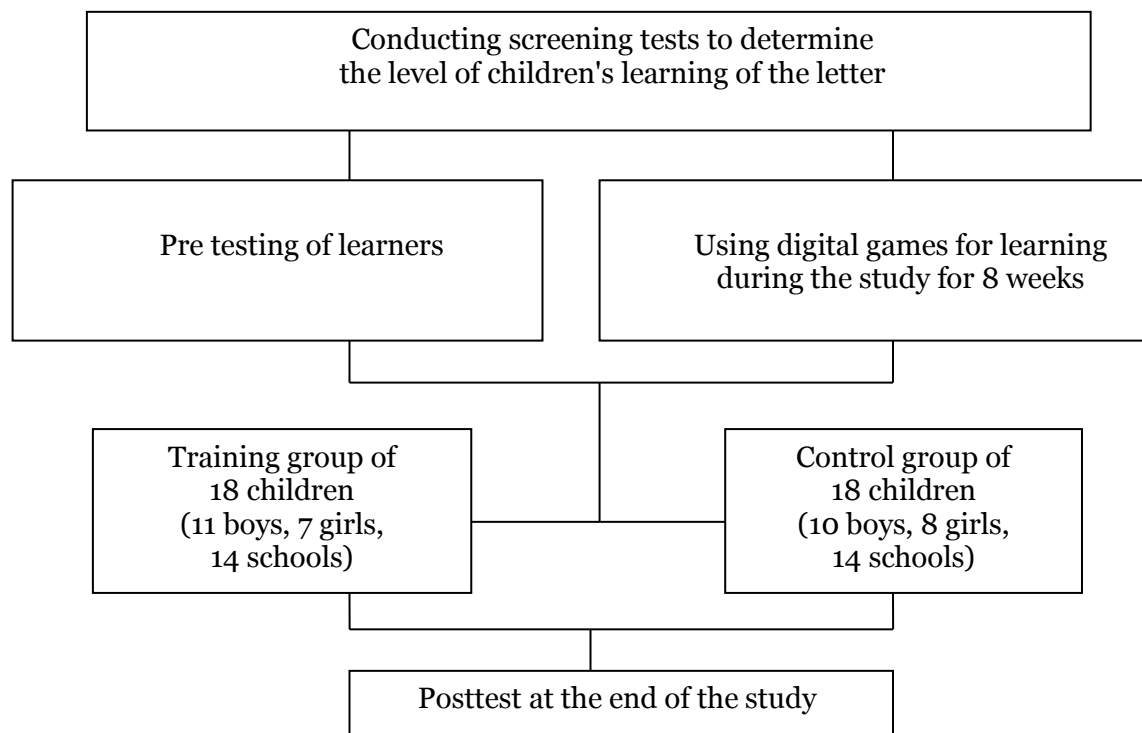 Conducting screening tests to determine
the level of children's learning of the letter
Pre testing of learners
Using digital games for learning
during the study for 8 weeks
Training group of
18 children
(11 boys, 7 girls,
14 schools)
Control group of
18 children
(10 boys, 8 girls,
14 schools)
Posttest at the end of the study